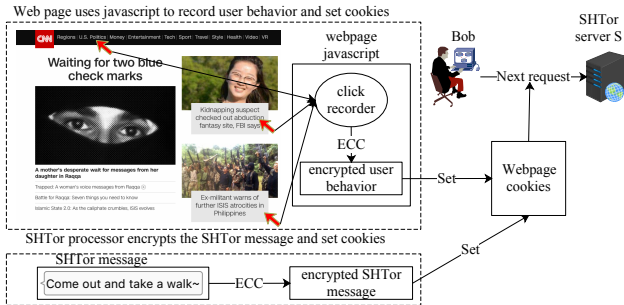 Web page uses javascript to record user behavior and set cookies
CNN Regions | U.S. Politics | Money | Entertainment | Tech | Sport | Travel | Style | Health | Video | VR
Waiting for two blue
check marks
A mother's desperate wait for messages from her
daughter in Raqqa
Trapped: A women's voice messages from Raqqa
Battle for Raqqa: Seven things you need to know
Islamic State 2.0: As the caliphate crumbles, ISIS evolves
Kidnapping suspect
checked out abduction
fantasy site, FBI says
Ex-militant warns of
further ISIS atrocities in
Philippines
webpage
javascript
click
recorder
ECC
encrypted user
behavior
Set
Bob
Next request
SHTor
server S
Webpage
cookies
Set
SHTor processor encrypts the SHTor message and set cookies
SHTor message
Come out and take a walk~
ECC
encrypted SHTor
message